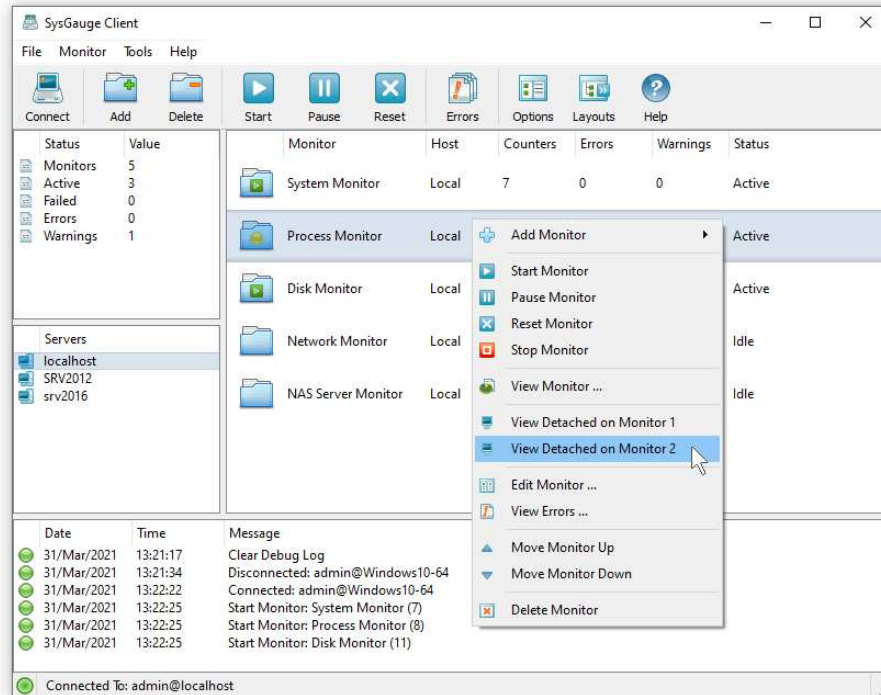 SysGauge Client
File Monitor Tools Help
Connect Add Delete Start Pause Reset Errors Options Layouts Help
Status Value
Monitors 5
Active 3
Failed 0
Errors 0
Warnings 1
Servers
localhost
SRV2012
srv2016
Monitor Host Counters Errors Warnings Status
System Monitor Local 7 0 0 Active
Process Monitor Local Active
Disk Monitor Local Active
Network Monitor Local Idle
NAS Server Monitor Local Idle
Add Monitor
Start Monitor
Pause Monitor
Reset Monitor
Stop Monitor
View Monitor ...
View Detached on Monitor 1
View Detached on Monitor 2
Edit Monitor ...
View Errors ...
Move Monitor Up
Move Monitor Down
Delete Monitor
Date Time Message
31/Mar/2021 13:21:17 Clear Debug Log
31/Mar/2021 13:21:34 Disconnected: admin@Windows10-64
31/Mar/2021 13:22:22 Connected: admin@Windows10-64
31/Mar/2021 13:22:25 Start Monitor: System Monitor (7)
31/Mar/2021 13:22:25 Start Monitor: Process Monitor (8)
31/Mar/2021 13:22:25 Start Monitor: Disk Monitor (11)
Connected To: admin@localhost